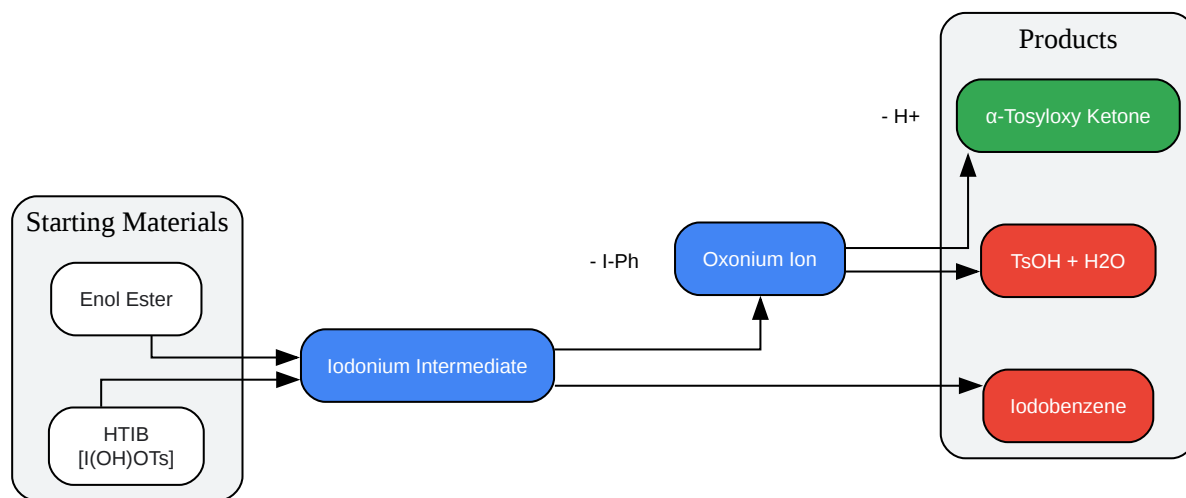 Starting Materials
Enol Ester
HTIB
[I(OH)OTs]
Iodonium Intermediate
- I-Ph
Oxonium Ion
- H+
Products
α-Tosyloxy Ketone
TsOH + H2O
Iodobenzene